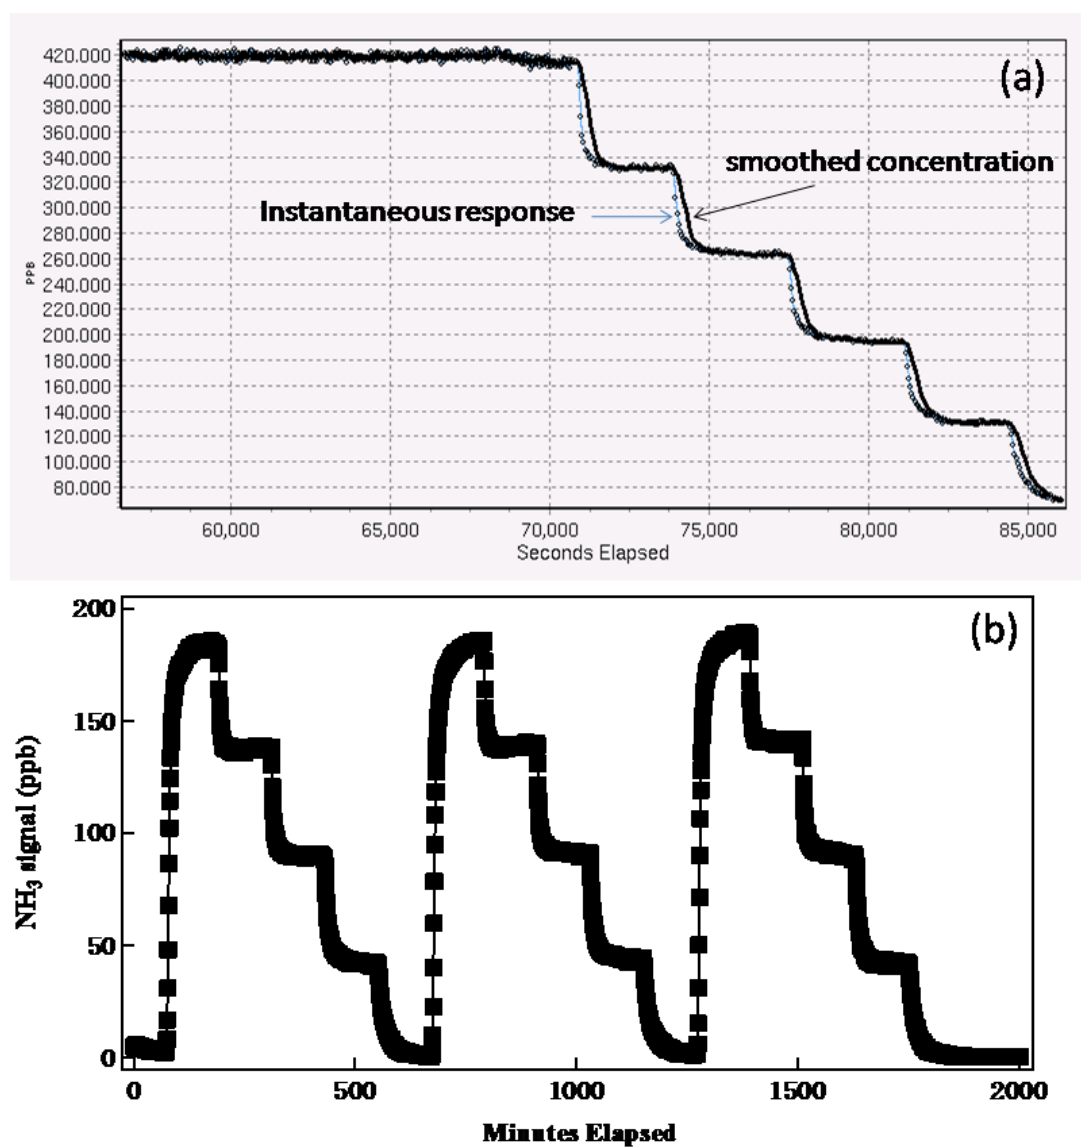 (a)
420.000
400.000
380.000
360.000
340.000
320.000
300.000
280.000
260.000
240.000
220.000
200.000
180.000
160.000
140.000
120.000
100.000
80.000
PPB
smoothed concentration
Instantaneous response
60,000 65,000 70,000 75,000 80,000 85,000
Seconds Elapsed
(b)
200
150
100
50
0
NH₃ signal (ppb)
0 500 1000 1500 2000
Minutes Elapsed